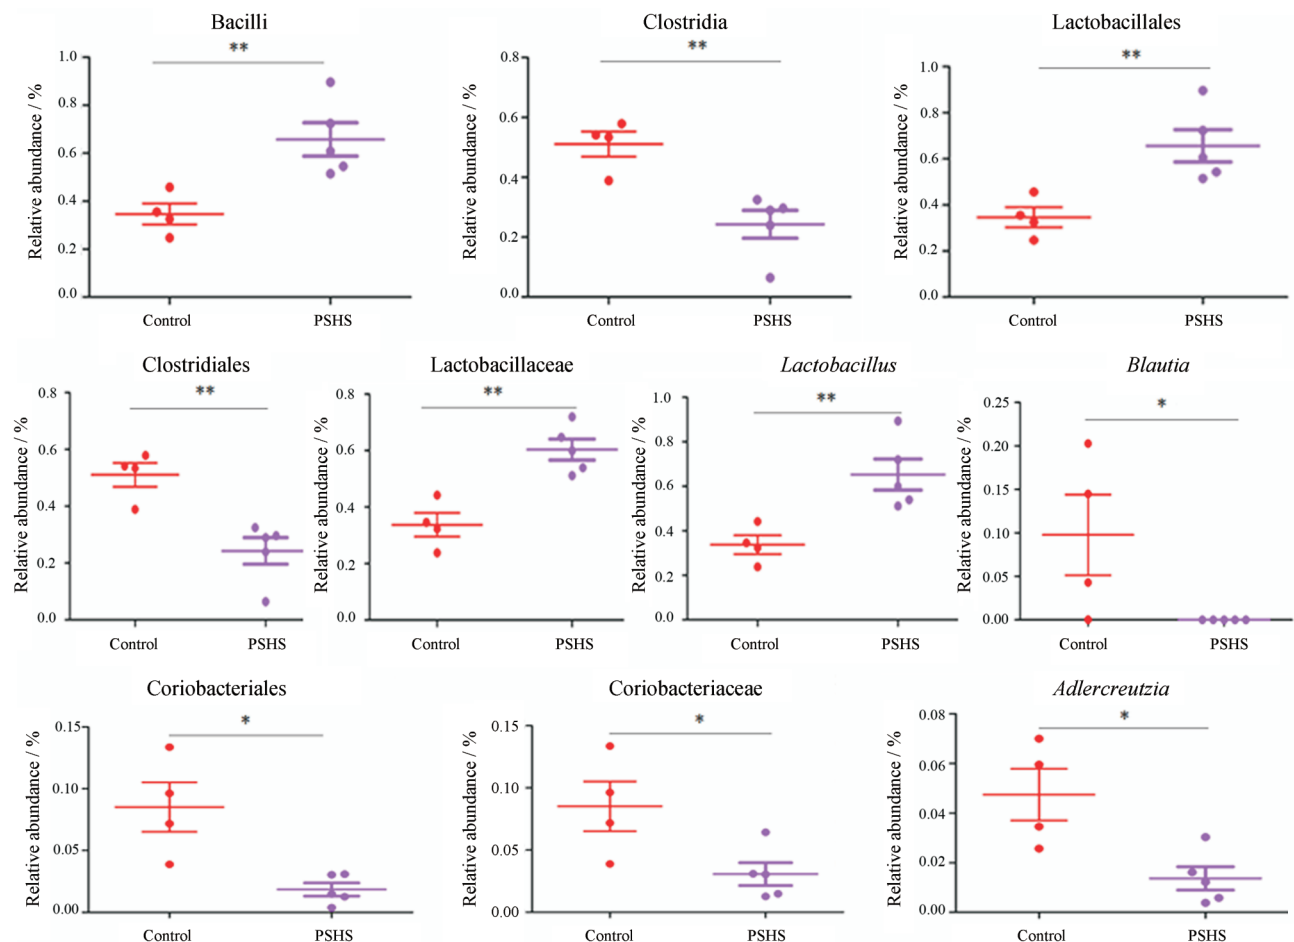 Bacilli
**
Relative abundance / %
1.0
0.8
0.6
0.4
0.2
0.0
Control
PSHS
Clostridia
**
Relative abundance / %
0.8
0.6
0.4
0.2
0.0
Control
PSHS
Lactobacillales
**
Relative abundance / %
1.0
0.8
0.6
0.4
0.2
0.0
Control
PSHS
Clostridiales
**
Relative abundance / %
0.8
0.6
0.4
0.2
0.0
Control
PSHS
Lactobacillaceae
**
Relative abundance / %
0.8
0.6
0.4
0.2
0.0
Control
PSHS
Lactobacillus
**
Relative abundance / %
1.0
0.8
0.6
0.4
0.2
0.0
Control
PSHS
Blautia
*
Relative abundance / %
0.25
0.20
0.15
0.10
0.05
0.00
Control
PSHS
Coriobacteriales
*
Relative abundance / %
0.15
0.10
0.05
0.00
Control
PSHS
Coriobacteriaceae
*
Relative abundance / %
0.15
0.10
0.05
0.00
Control
PSHS
Adlercreutzia
*
Relative abundance / %
0.08
0.06
0.04
0.02
0.00
Control
PSHS